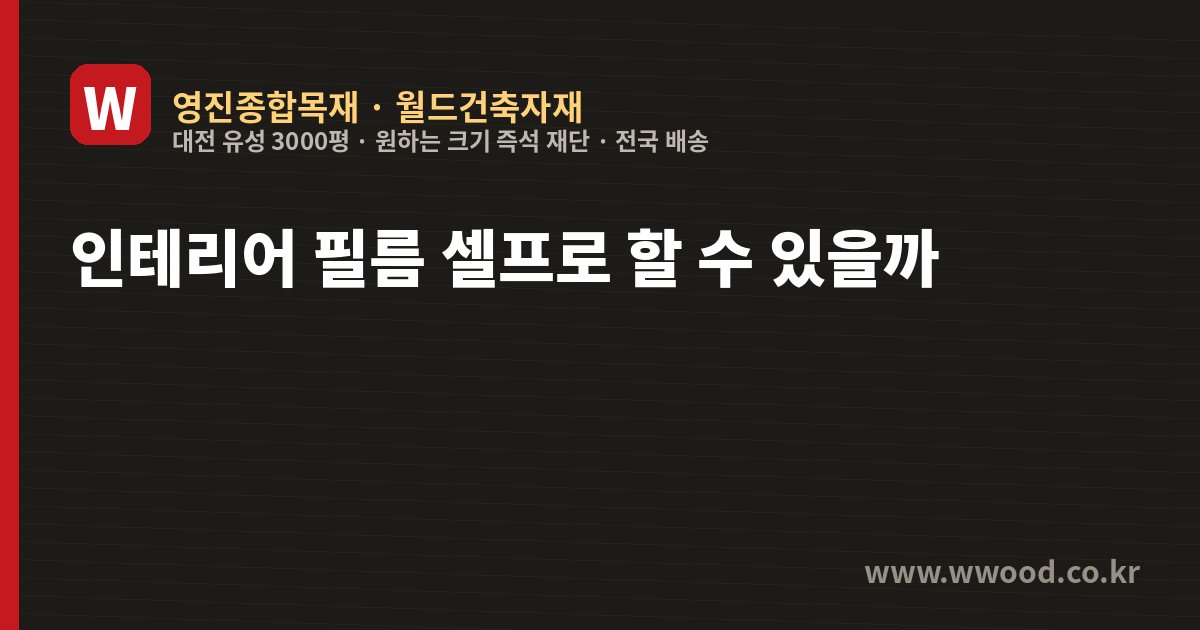 W
영진종합목재 · 월드건축자재
대전 유성 3000평 · 원하는 크기 즉석 재단 · 전국 배송
인테리어 필름 셀프로 할 수 있을까
www.wwood.co.kr